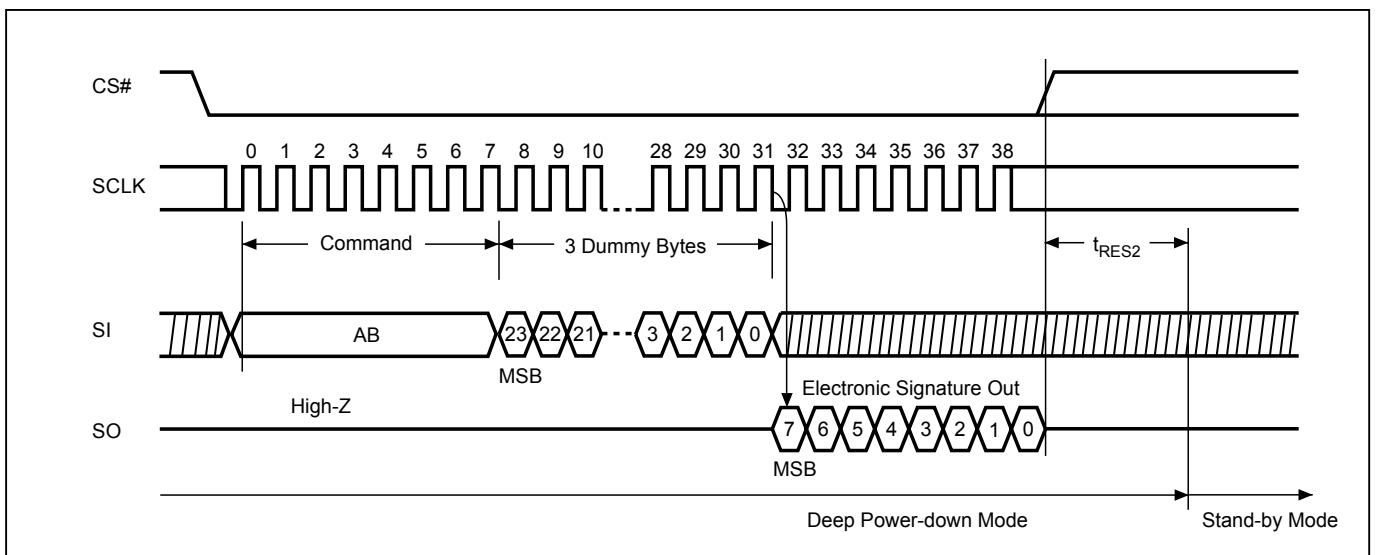 CS#
0 1 2 3 4 5 6 7 8 9 10 28 29 30 31 32 33 34 35 36 37 38
SCLK
Command
3 Dummy Bytes
tRES2
SI
AB
23 22 21 3 2 1 0
MSB
Electronic Signature Out
High-Z
SO
7 6 5 4 3 2 1 0
MSB
Deep Power-down Mode
Stand-by Mode